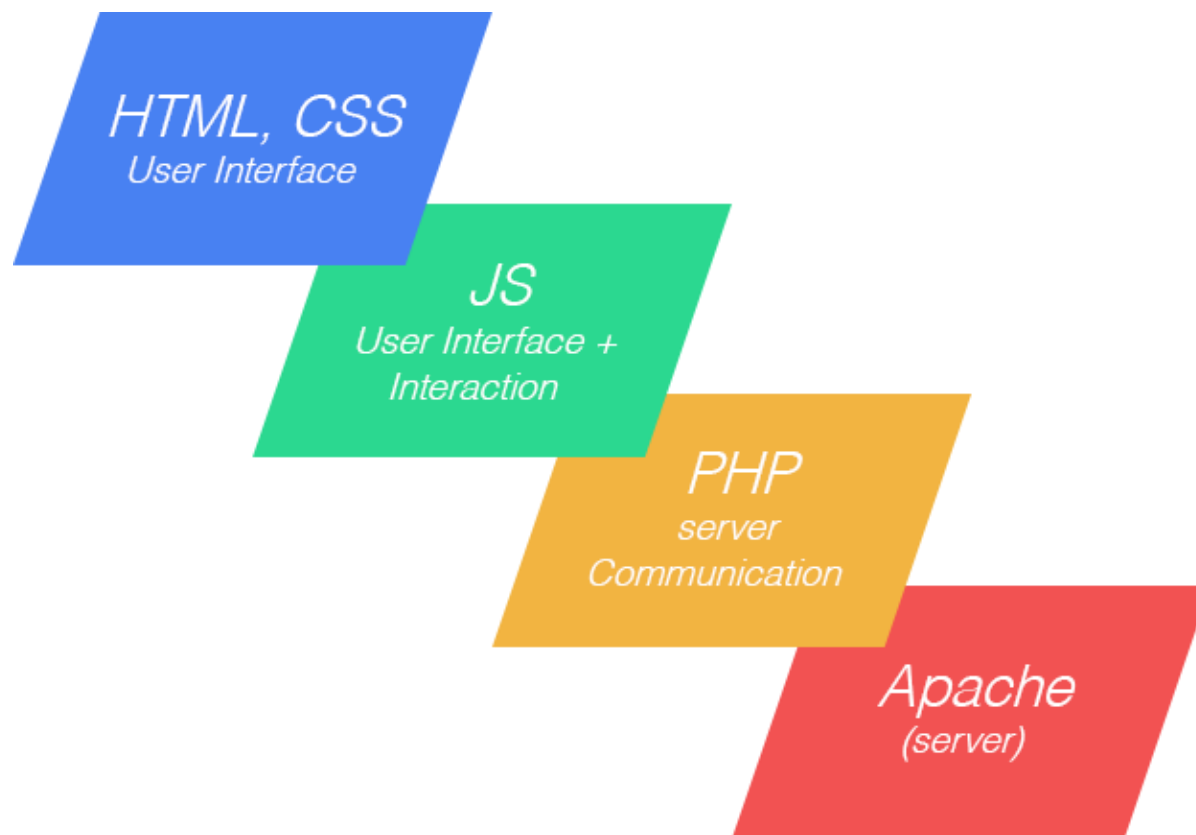 HTML, CSS
User Interface
JS
User Interface +
Interaction
PHP
server
Communication
Apache
(server)